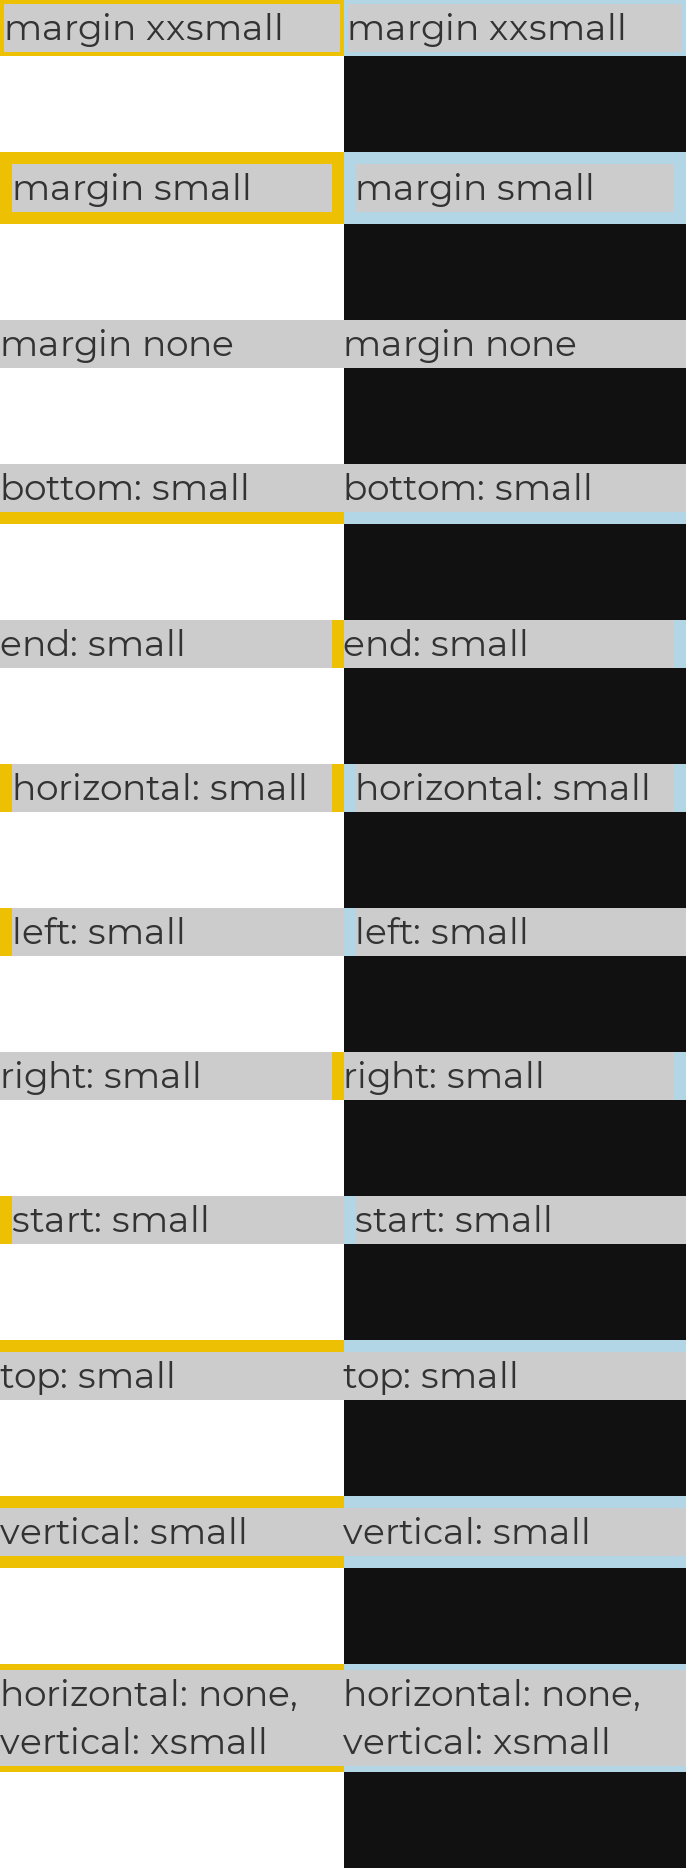 margin xxsmall margin xxsmall
margin small margin small
margin none margin none
bottom: small bottom: small
end: small end: small
horizontal: small horizontal: small
left: small left: small
right: small right: small
start: small start: small
top: small top: small
vertical: small vertical: small
horizontal: none, horizontal: none,
vertical: xsmall vertical: xsmall